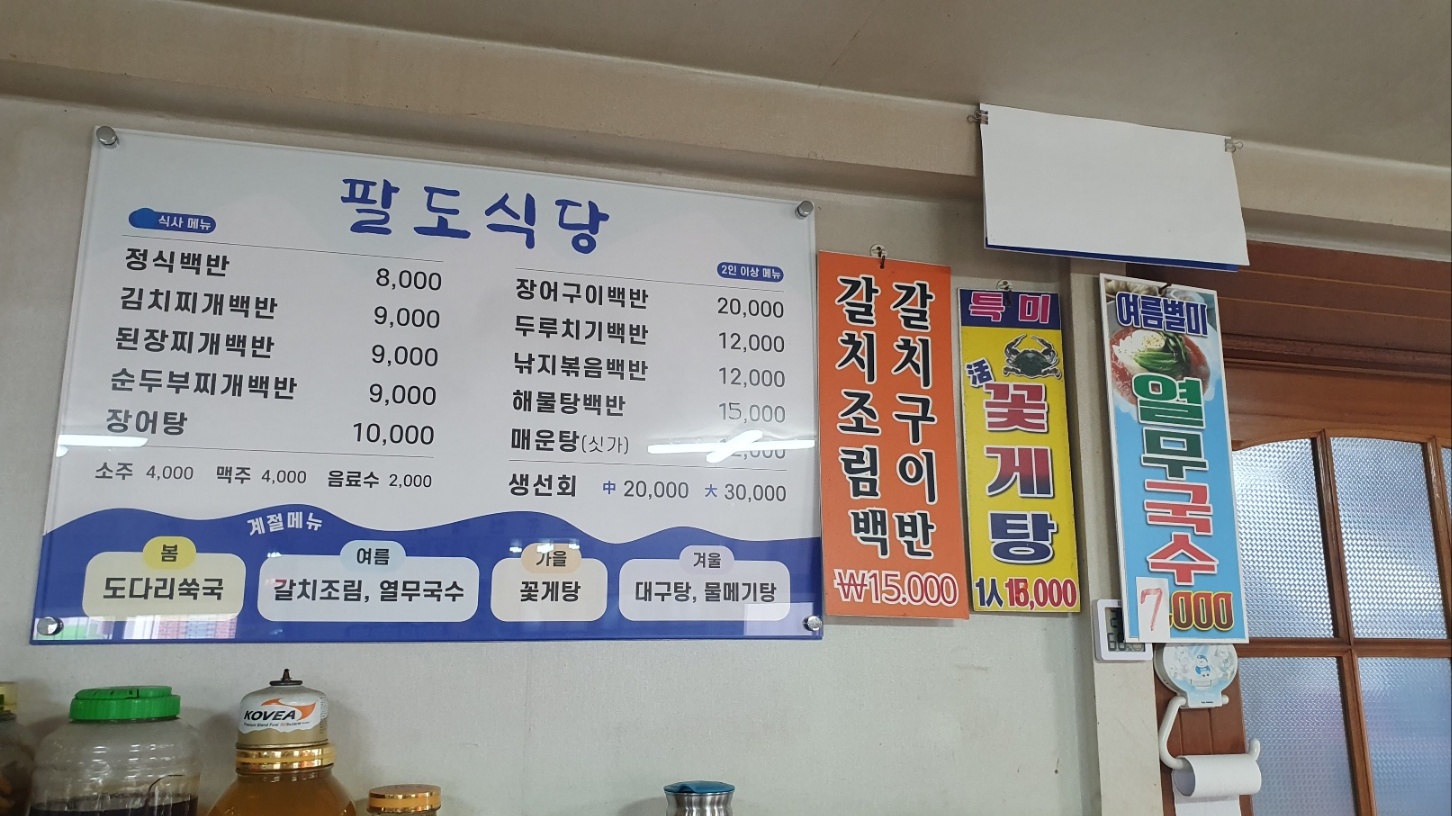 팔도식당
식사 메뉴
정식백반 8,000
김치찌개백반 9,000
된장찌개백반 9,000
순두부찌개백반 9,000
장어탕 10,000
소주 4,000 맥주 4,000 음료수 2,000
2인 이상 메뉴
장어구이백반 20,000
두루치기백반 12,000
낚지볶음백반 12,000
해물탕백반 15,000
매운탕(싯가) 12,000
생선회 中 20,000 大 30,000
계절메뉴
봄
도다리쑥국
여름
갈치조림, 열무국수
가을
꽃게탕
겨울
대구탕, 물메기탕
갈치구이반
갈치조림백
₩15.000
특미
活
꽃게탕
1人 15,000
여름별미
열무국수
7,000
KOVEA